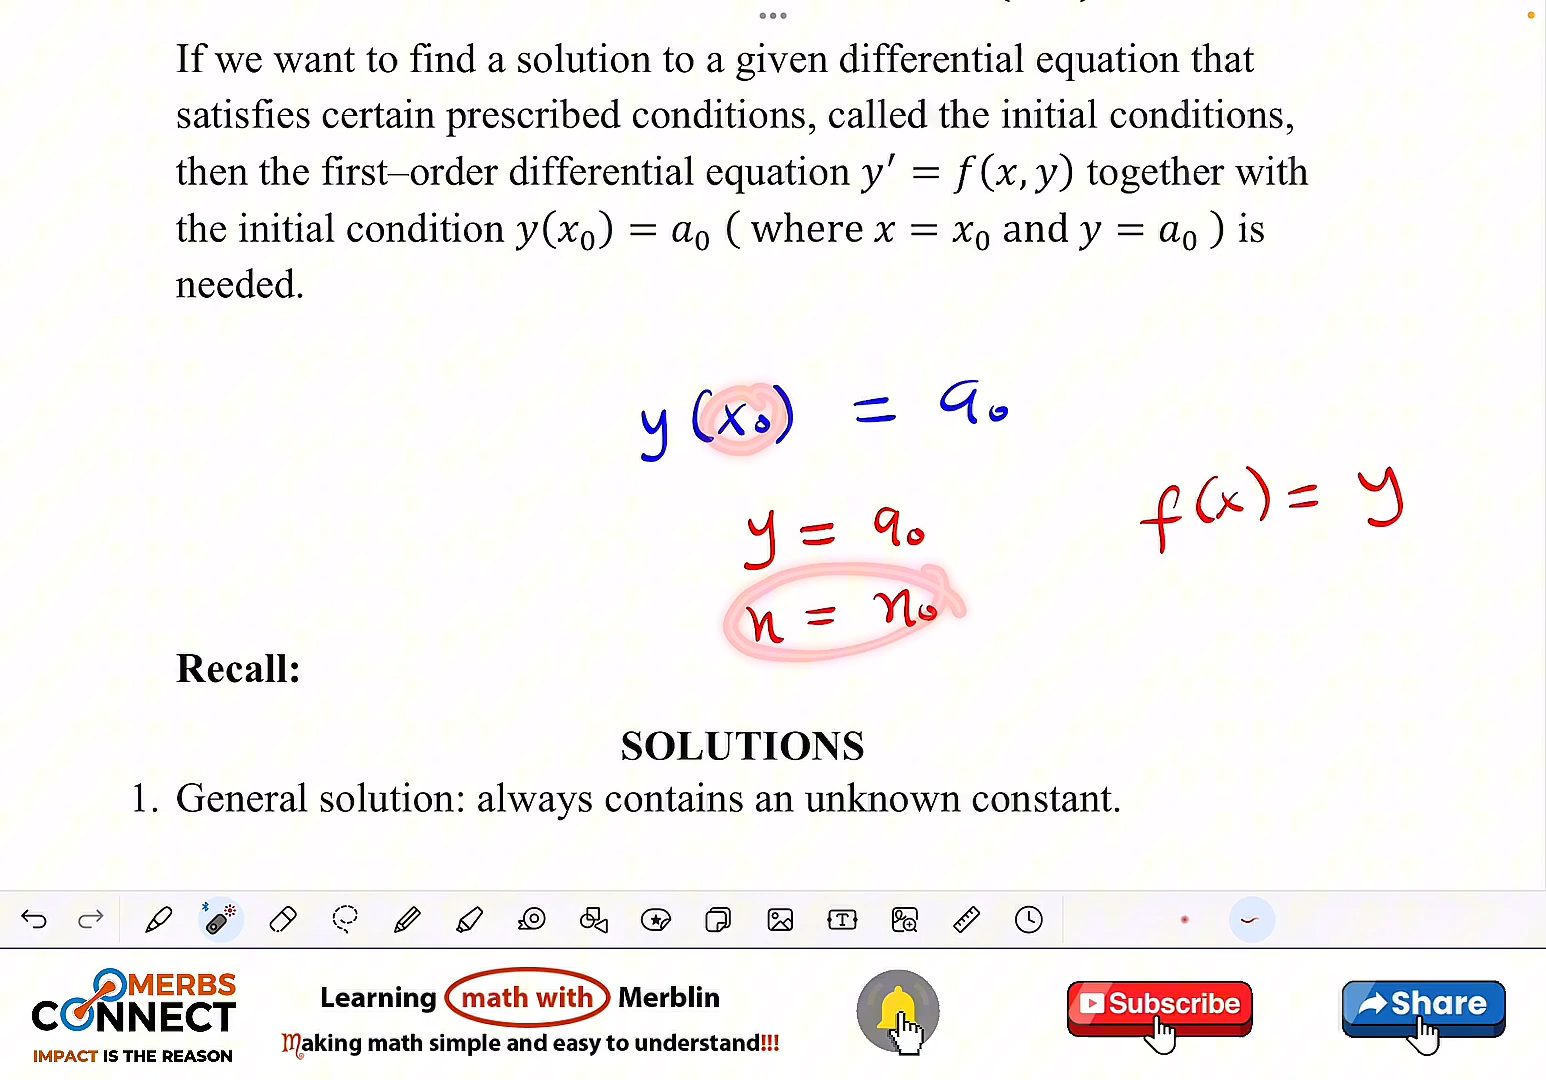 If we want to find a solution to a given differential equation that
satisfies certain prescribed conditions, called the initial conditions,
then the first–order differential equation y′ = f(x, y) together with
the initial condition y(x₀) = a₀ ( where x = x₀ and y = a₀ ) is
needed.
y(x₀) = a₀
f(x) = y
y = a₀
x = x₀
Recall:
SOLUTIONS
1. General solution: always contains an unknown constant.
MERBS
CONNECT
IMPACT IS THE REASON
Learning math with Merblin
Making math simple and easy to understand!!!
Subscribe
Share